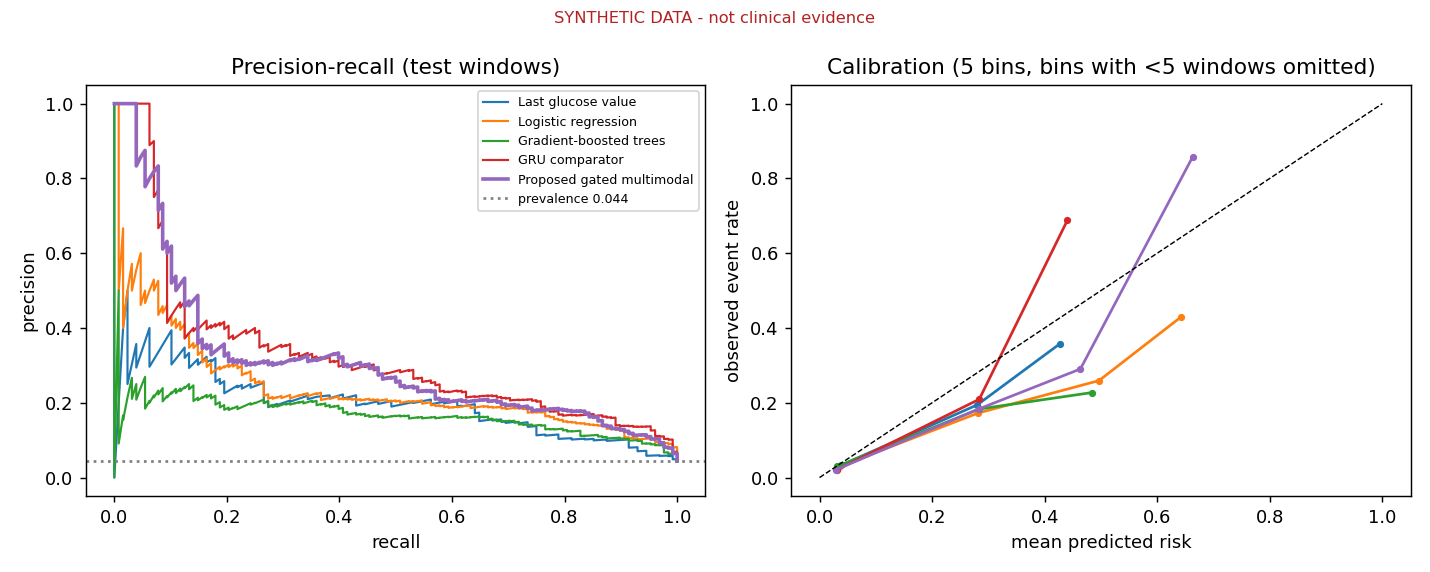 SYNTHETIC DATA - not clinical evidence
Precision-recall (test windows)
1.0
0.8
0.6
0.4
0.2
0.0
precision
Last glucose value
Logistic regression
Gradient-boosted trees
GRU comparator
Proposed gated multimodal
prevalence 0.044
0.0 0.2 0.4 0.6 0.8 1.0
recall
Calibration (5 bins, bins with <5 windows omitted)
1.0
0.8
0.6
0.4
0.2
0.0
observed event rate
0.0 0.2 0.4 0.6 0.8 1.0
mean predicted risk